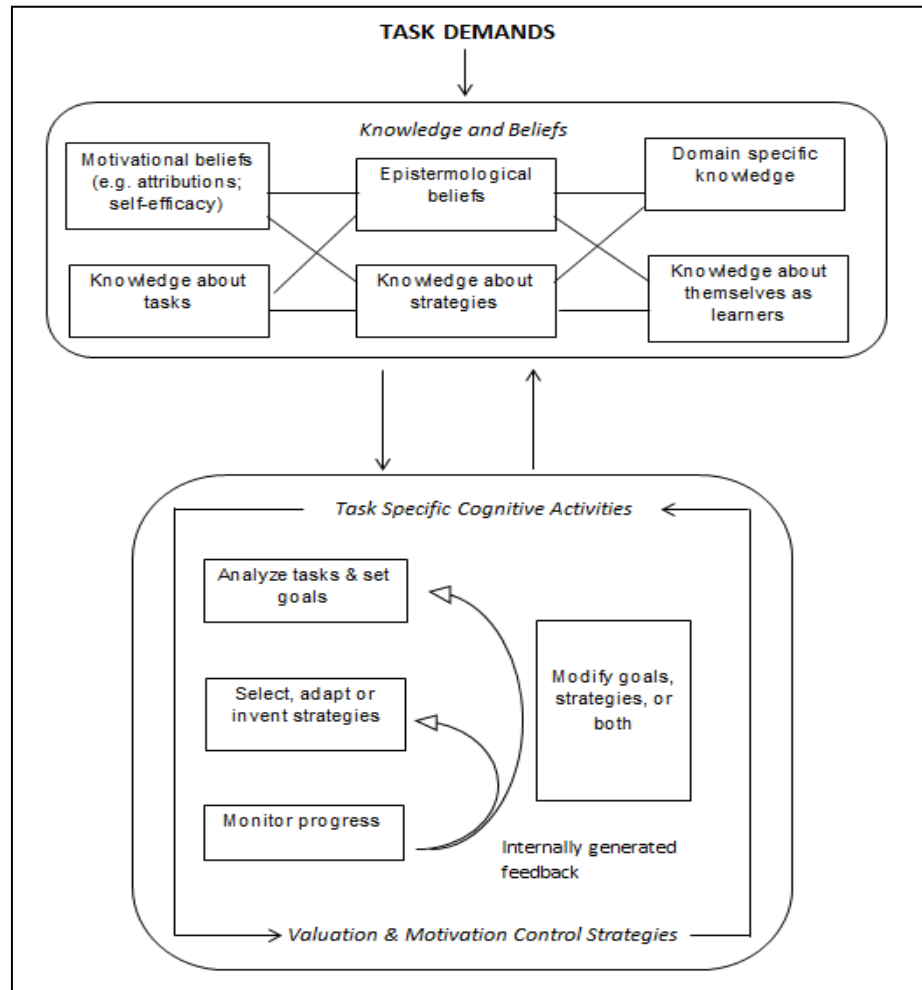 TASK DEMANDS
Knowledge and Beliefs
Motivational beliefs
(e.g. attributions;
self-efficacy)
Epistermological
beliefs
Domain specific
knowledge
Knowledge about
tasks
Knowledge about
strategies
Knowledge about
themselves as
learners
Task Specific Cognitive Activities
Analyze tasks & set
goals
Select, adapt or
invent strategies
Monitor progress
Modify goals,
strategies, or
both
Internally generated
feedback
Valuation & Motivation Control Strategies